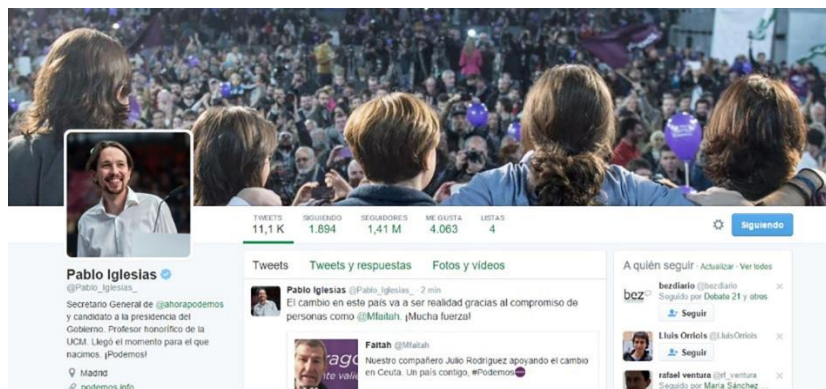 TWEETS SIGUIENDO SEGUIDORES ME GUSTA LISTAS
11,1 K 1.894 1,41 M 4.063 4
Siguiendo
Pablo Iglesias
@Pablo_Iglesias_
Secretario General de @ahorapodemos
y candidato a la presidencia del
Gobierno. Profesor honorífico de la
UCM. Llegó el momento para el que
nacimos. ¡Podemos!
Madrid
podemos.info
Tweets Tweets y respuestas Fotos y vídeos
Pablo Iglesias @Pablo_Iglesias_ · 2 min
El cambio en este país va a ser realidad gracias al compromiso de
personas como @Mfaitah. ¡Mucha fuerza!
Faitah @Mfaitah
Nuestro compañero Julio Rodríguez apoyando el cambio
en Ceuta. Un país contigo, #Podemos
A quién seguir · Actualizar · Ver todos
bez
bezdiario @bezdiario
Seguido por Debate 21 y otros
Seguir
Lluis Orriols @LluisOrriols
Seguir
rafael ventura @rf_ventura
Seguido por María Sánchez